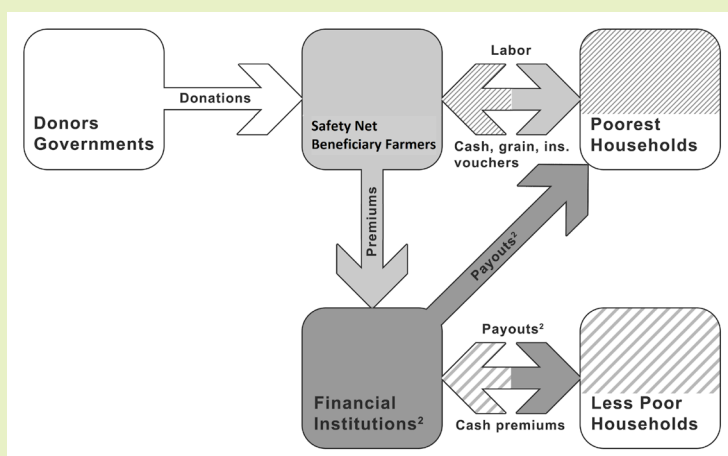 Donors
Governments
Donations
Safety Net
Beneficiary Farmers
Labor
Cash, grain, ins.
vouchers
Poorest
Households
Premiums
Payouts²
Financial
Institutions²
Payouts²
Cash premiums
Less Poor
Households